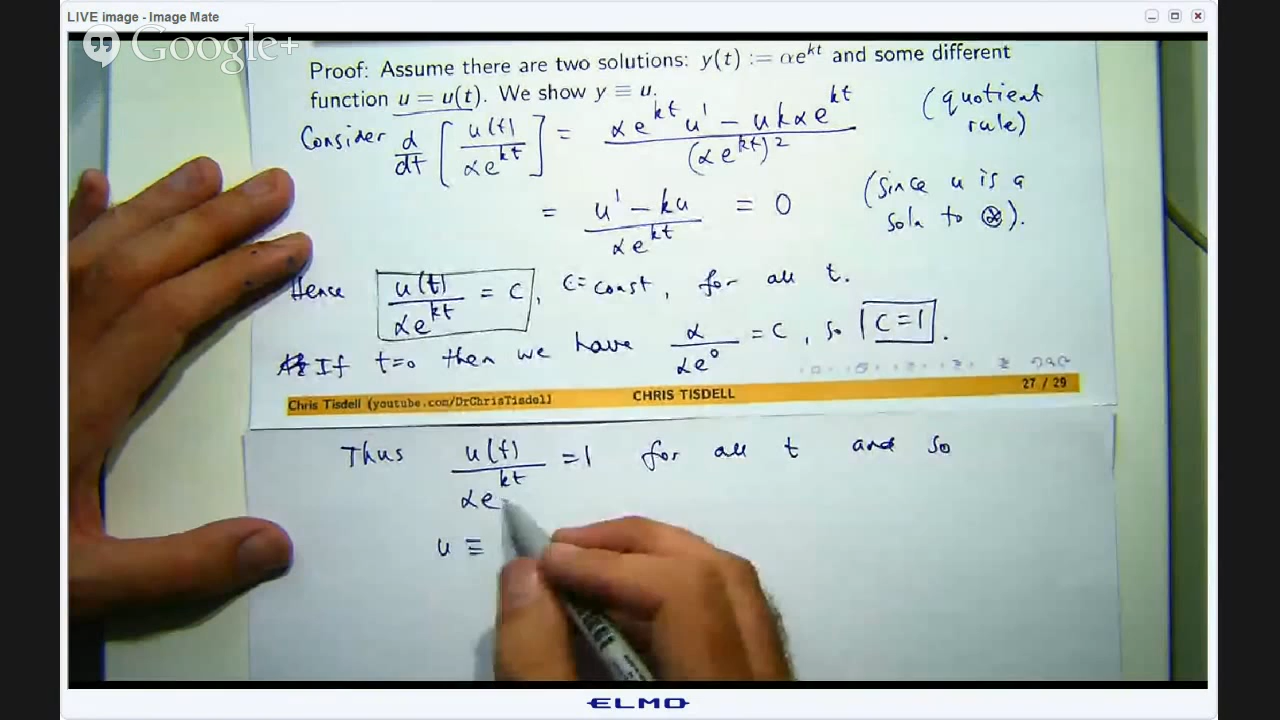 LIVE image - Image Mate
Google+
Proof: Assume there are two solutions: y(t) := αe^{kt} and some different
function u = u(t). We show y ≡ u.
Consider d/dt [u(t)/αe^{kt}] = (αe^{kt} u' - ukαe^{kt})/(αe^{kt})^2 (quotient rule)
= (u' - ku)/αe^{kt} = 0 (since u is a soln to ⊛).
Hence u(t)/αe^{kt} = C, C=const, for all t.
If t=0 then we have α/αe^0 = C, so C=1.
27 / 29
Chris Tisdell (youtube.com/DrChrisTisdell) CHRIS TISDELL
Thus u(t)/αe^{kt} = 1 for all t and so
u ≡
ELMO